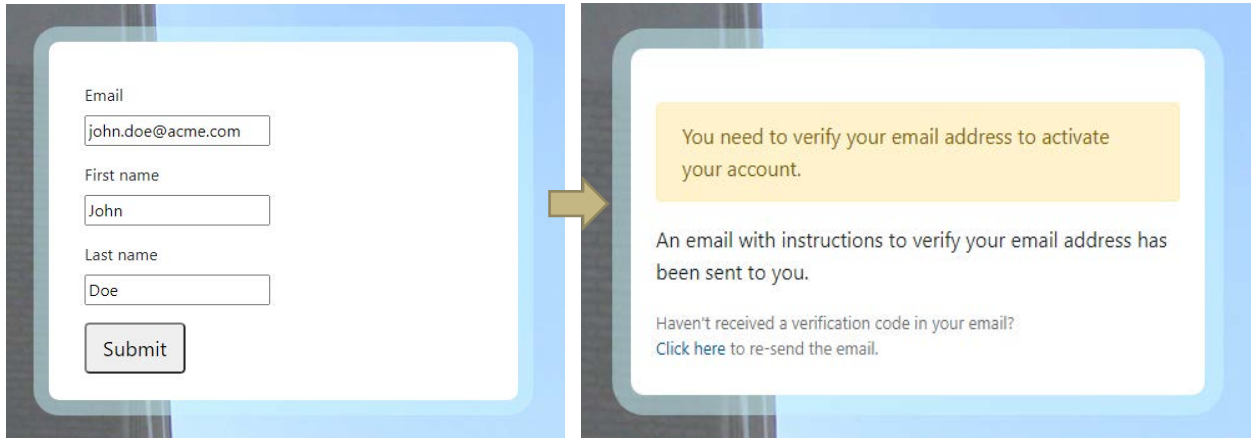 Email
john.doe@acme.com
First name
John
Last name
Doe
Submit
You need to verify your email address to activate
your account.
An email with instructions to verify your email address has
been sent to you.
Haven't received a verification code in your email?
Click here to re-send the email.